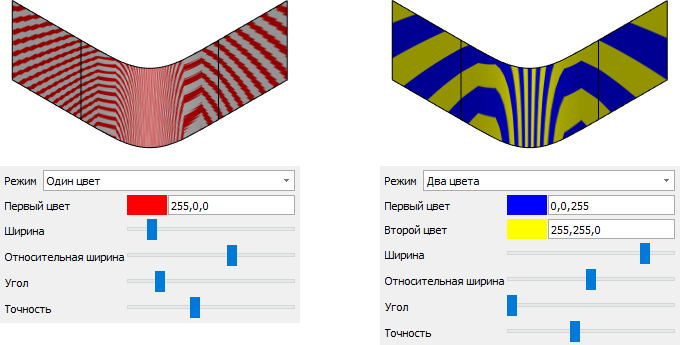 Режим Один цвет
Первый цвет 255,0,0
Ширина
Относительная ширина
Угол
Точность
Режим Два цвета
Первый цвет 0,0,255
Второй цвет 255,255,0
Ширина
Относительная ширина
Угол
Точность